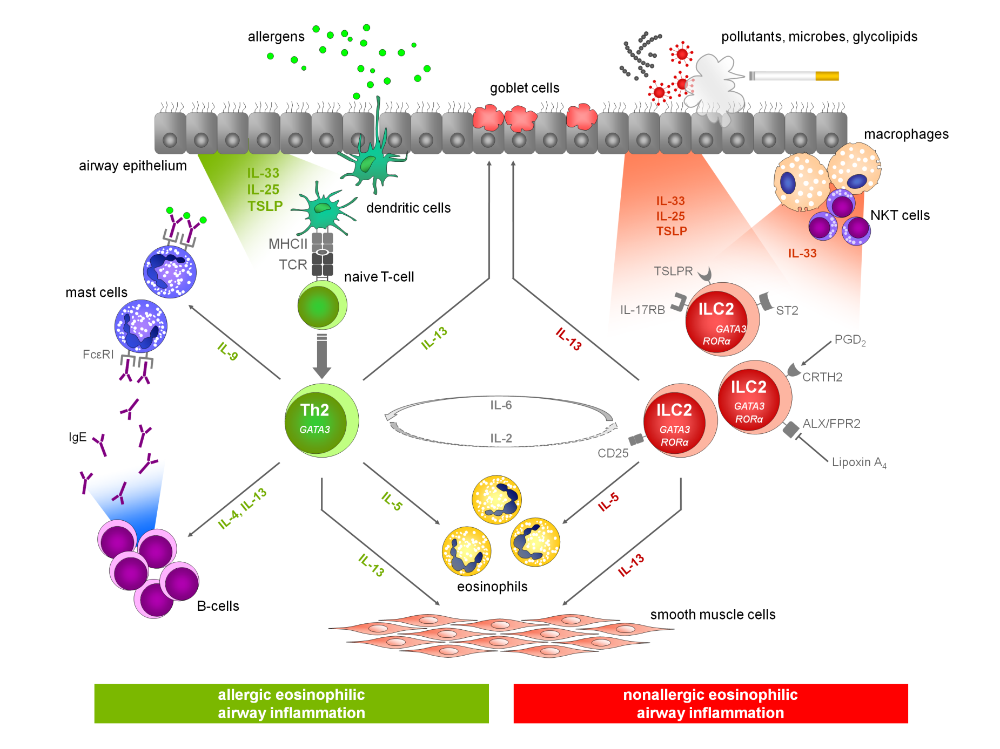 allergens
pollutants, microbes, glycolipids
goblet cells
macrophages
airway epithelium
IL-33
IL-25
TSLP
dendritic cells
IL-33
IL-25
TSLP
NKT cells
MHCII
TCR
IL-33
naive T-cell
TSLPR
mast cells
IL-17RB
ST2
ILC2
GATA3
RORα
FcεRI
IL-9
IL-13
IL-13
PGD₂
CRTH2
ILC2
GATA3
RORα
Th2
GATA3
IL-6
IL-2
ILC2
GATA3
RORα
CD25
ALX/FPR2
Lipoxin A₄
IgE
IL-4, IL-13
IL-5
IL-5
IL-13
IL-13
eosinophils
B-cells
smooth muscle cells
allergic eosinophilic
airway inflammation
nonallergic eosinophilic
airway inflammation